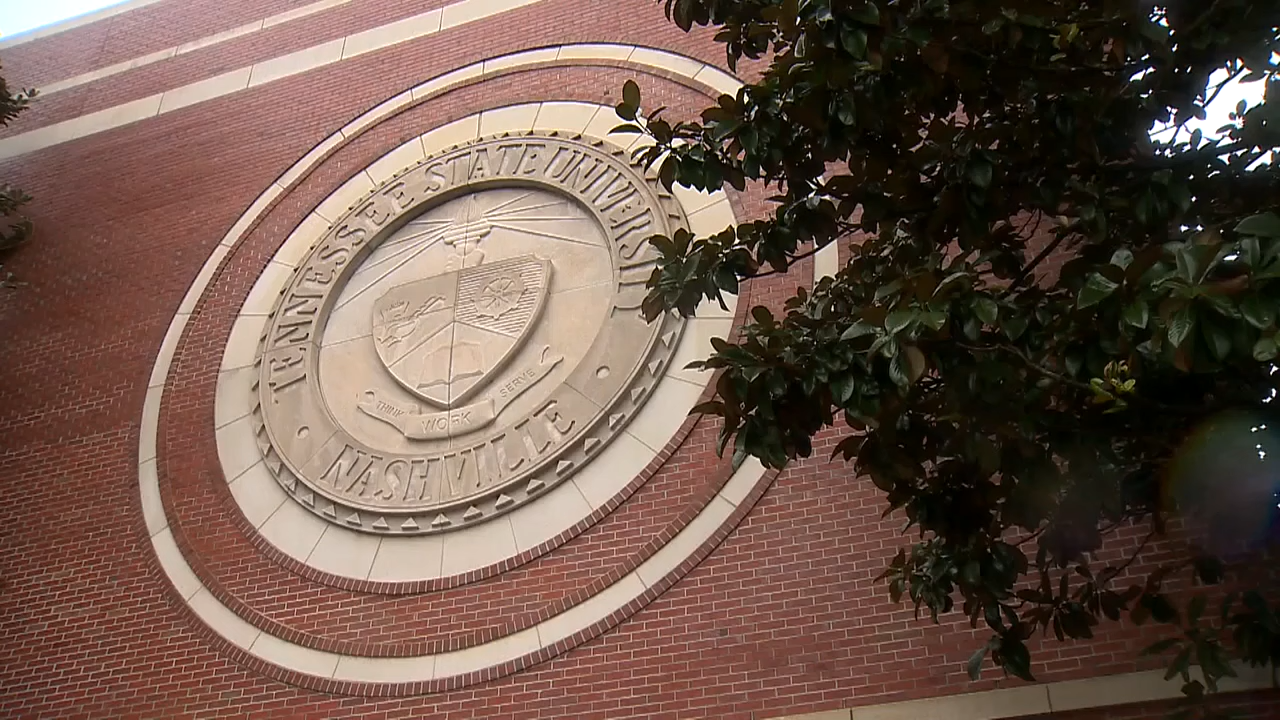 TENNESSEE STATE UNIVERSITY
THINK
WORK
SERVE
NASHVILLE